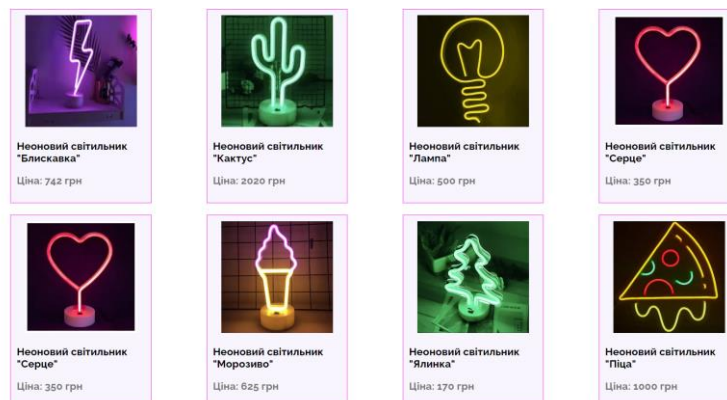 Неоновий світильник
"Блискавка"
Ціна: 742 грн
Неоновий світильник
"Кактус"
Ціна: 2020 грн
Неоновий світильник
"Лампа"
Ціна: 500 грн
Неоновий світильник
"Серце"
Ціна: 350 грн
Неоновий світильник
"Серце"
Ціна: 350 грн
Неоновий світильник
"Морозиво"
Ціна: 625 грн
Неоновий світильник
"Ялинка"
Ціна: 170 грн
Неоновий світильник
"Піца"
Ціна: 1000 грн